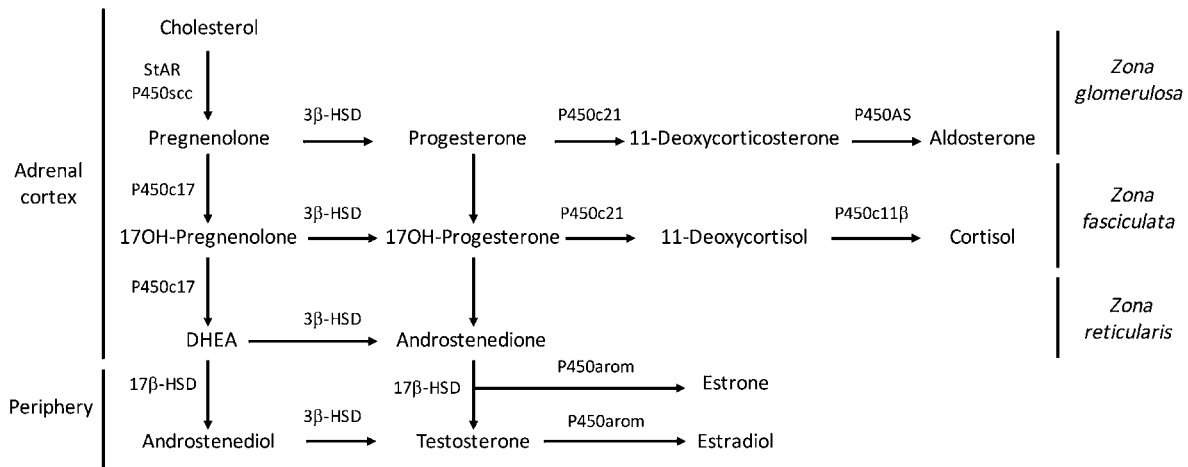 Cholesterol
StAR
P450scc
Zona
glomerulosa
3β-HSD P450c21 P450AS
Pregnenolone Progesterone 11-Deoxycorticosterone Aldosterone
Adrenal
cortex
P450c17
3β-HSD P450c21 P450c11β
Zona
fasciculata
17OH-Pregnenolone 17OH-Progesterone 11-Deoxycortisol Cortisol
P450c17
3β-HSD
Zona
reticularis
DHEA Androstenedione
P450arom
17β-HSD 17β-HSD Estrone
Periphery
3β-HSD P450arom
Androstenediol Testosterone Estradiol